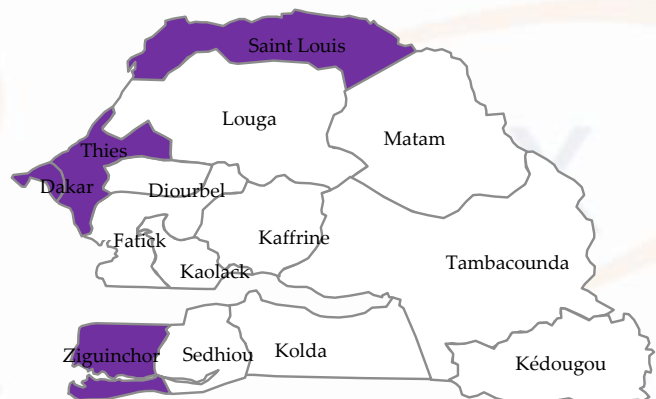 Saint Louis
Louga
Matam
Thies
Dakar
Diourbel
Fatick
Kaffrine
Kaolack
Tambacounda
Ziguinchor
Sedhiou
Kolda
Kédougou